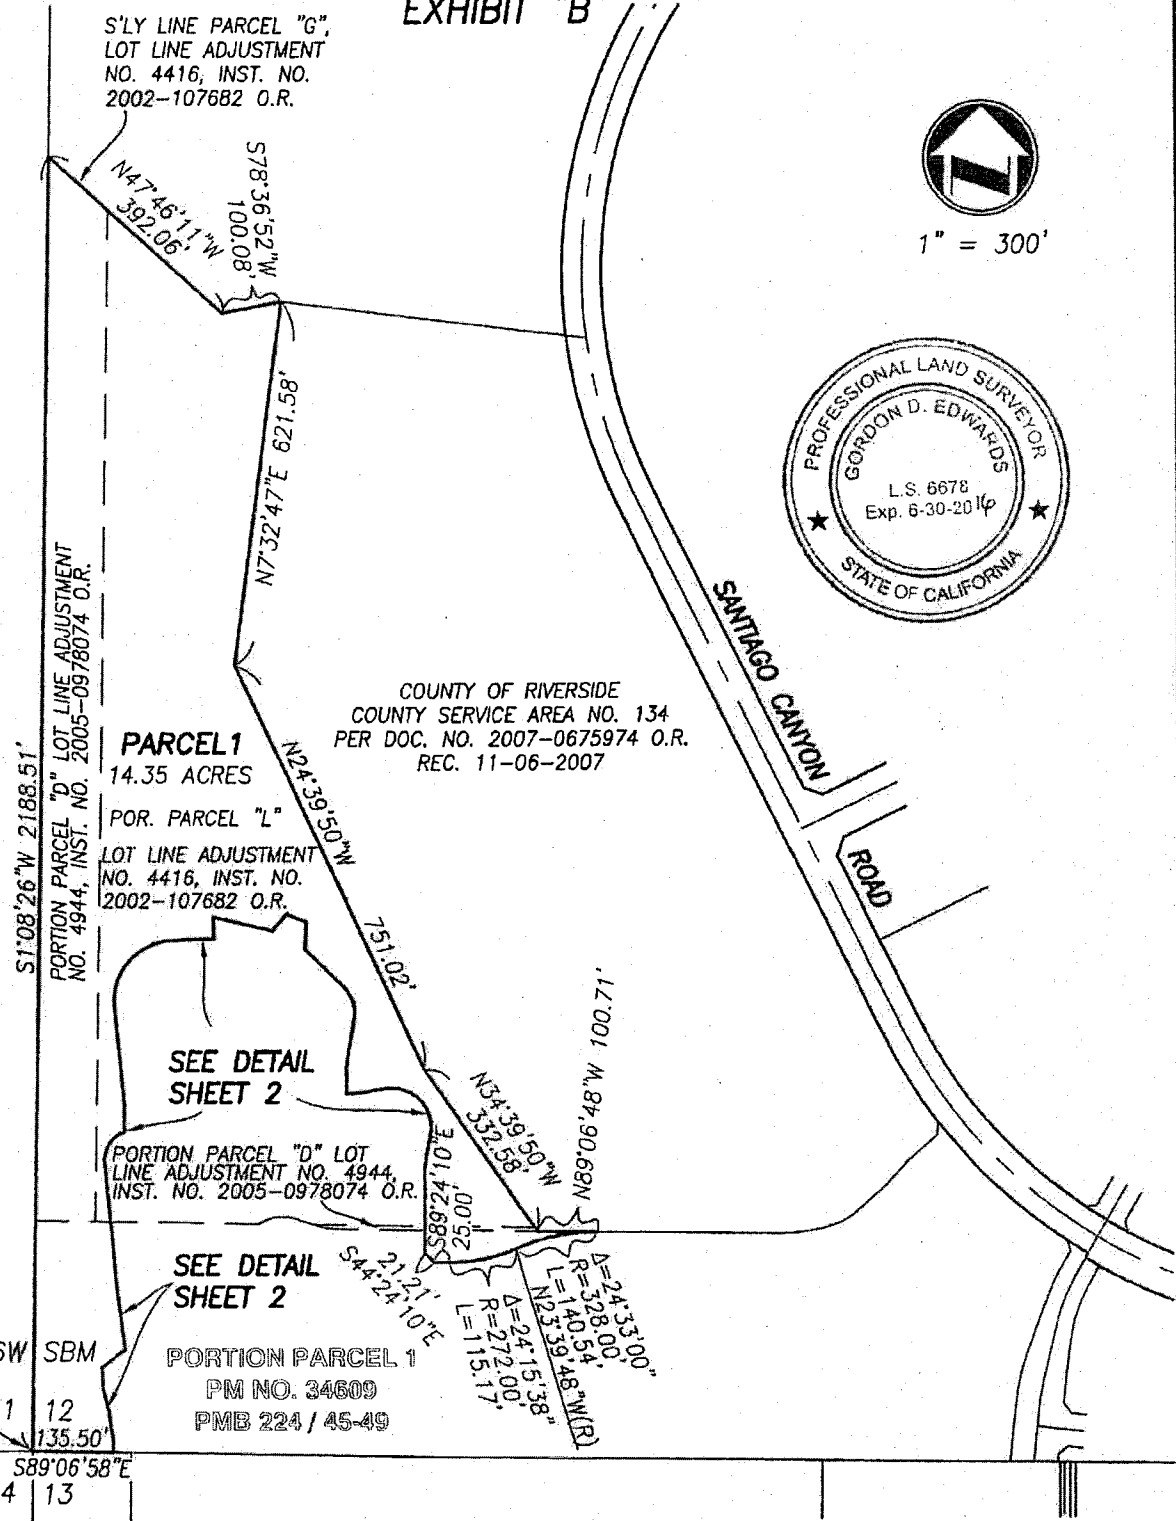 EXHIBIT "B"
S'LY LINE PARCEL "G",
LOT LINE ADJUSTMENT
NO. 4416, INST. NO.
2002-107682 O.R.
N47°46'11"W
392.06'
S78°36'52"W
100.08'
1" = 300'
PROFESSIONAL LAND SURVEYOR
GORDON D. EDWARDS
L.S. 6678
Exp. 6-30-2016
STATE OF CALIFORNIA
N7°32'47"E 621.58'
SANTIAGO CANYON
ROAD
COUNTY OF RIVERSIDE
COUNTY SERVICE AREA NO. 134
PER DOC. NO. 2007-0675974 O.R.
REC. 11-06-2007
S1°08'26"W 2188.51'
PORTION PARCEL "D" LOT LINE ADJUSTMENT
NO. 4944, INST. NO. 2005-0978074 O.R.
PARCEL 1
14.35 ACRES
POR. PARCEL "L"
LOT LINE ADJUSTMENT
NO. 4416, INST. NO.
2002-107682 O.R.
N24°39'50"W
751.02'
SEE DETAIL
SHEET 2
N34°39'50"W
332.58'
N89°06'48"W 100.71'
PORTION PARCEL "D" LOT
LINE ADJUSTMENT NO. 4944,
INST. NO. 2005-0978074 O.R.
S89°24'10"E
25.00'
21.21'
S44°24'10"E
Δ=24°33'00"
R=328.00'
L=140.54'
N23°39'48"W(R)
Δ=24°15'38"
R=272.00'
L=115.17'
SEE DETAIL
SHEET 2
PORTION PARCEL 1
PM NO. 34609
PMB 224 / 45-49
6W SBM
1 12
135.50'
S89°06'58"E
4 13